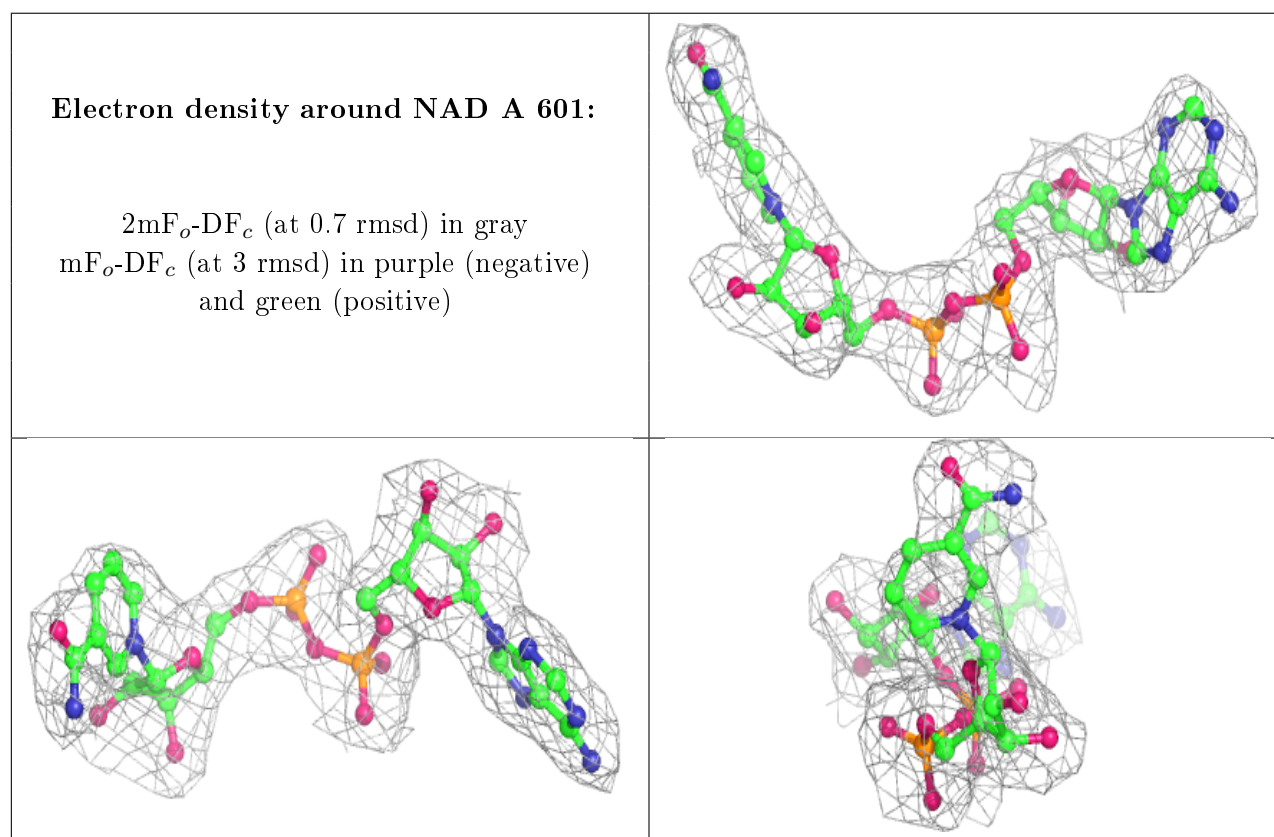 Electron density around NAD A 601:
2mFo-DFc (at 0.7 rmsd) in gray
mFo-DFc (at 3 rmsd) in purple (negative)
and green (positive)